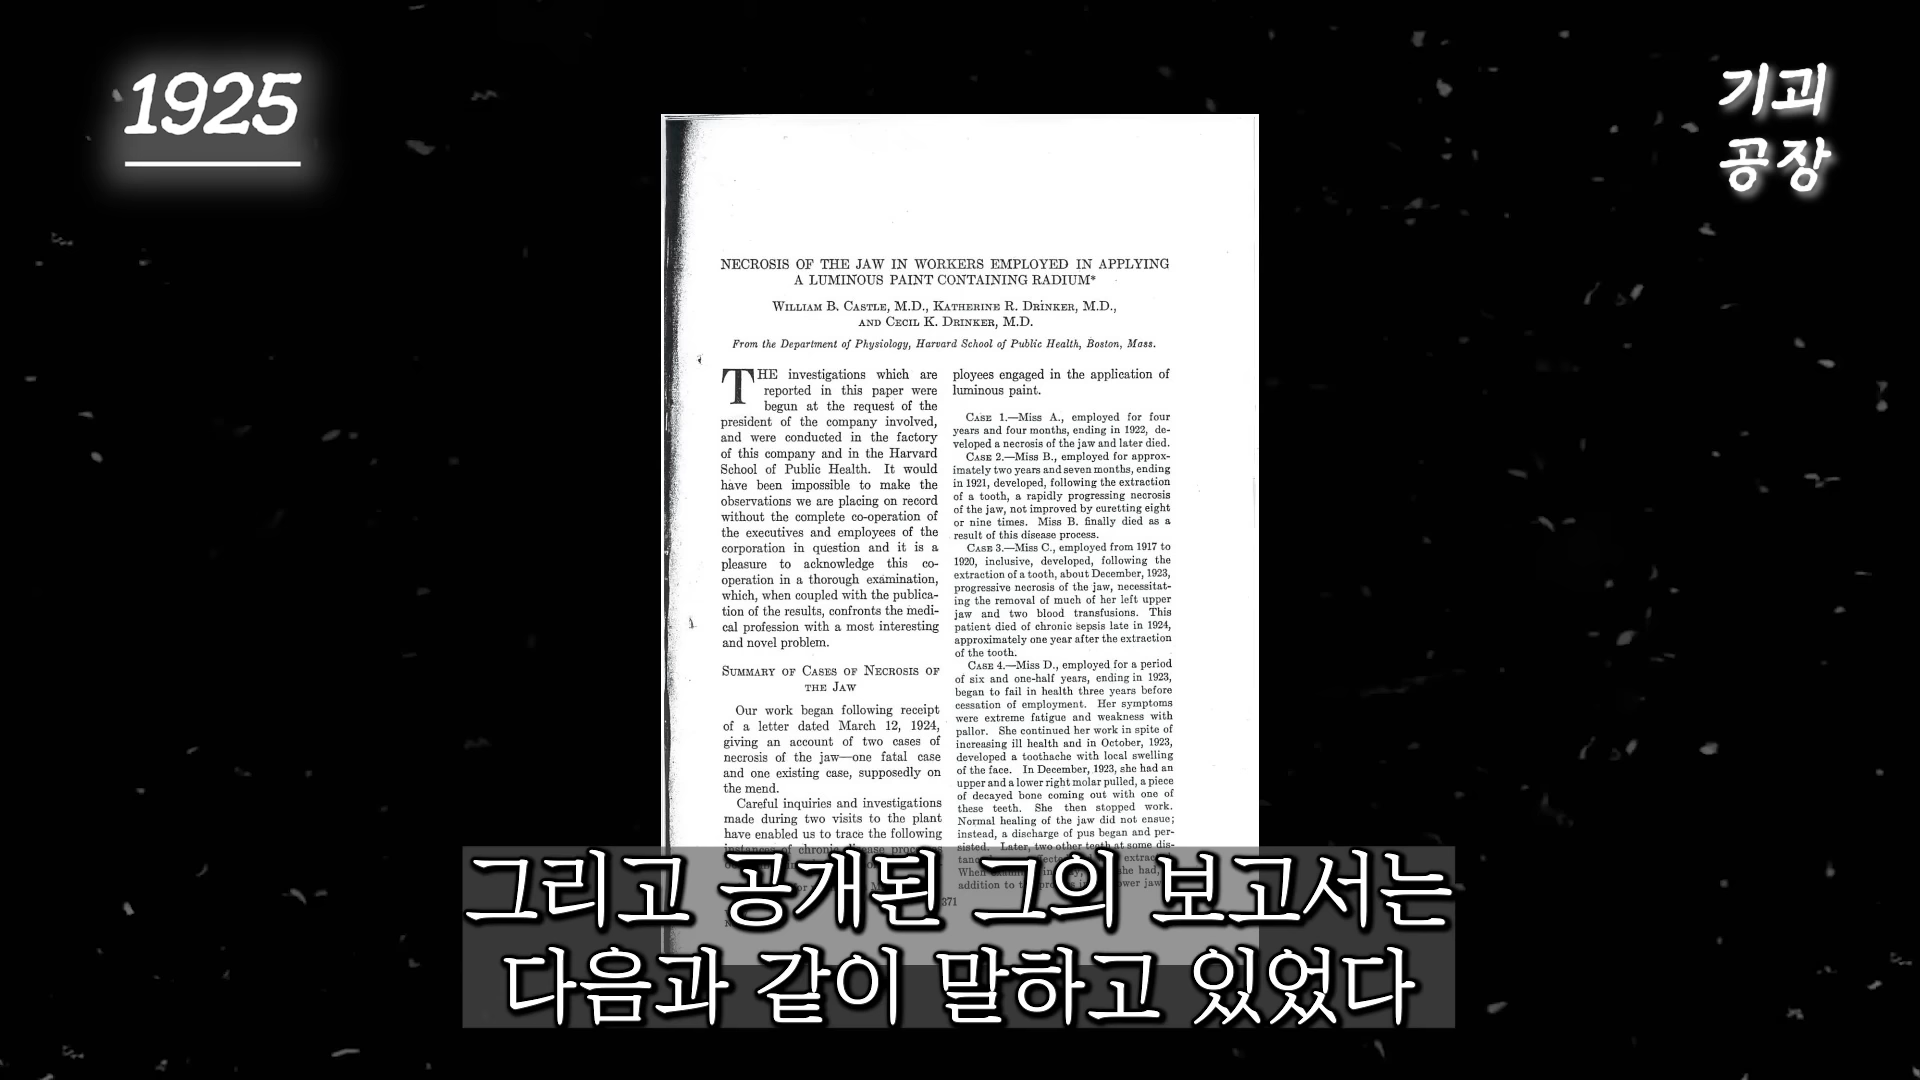 1925
기괴
공장
NECROSIS OF THE JAW IN WORKERS EMPLOYED IN APPLYING
A LUMINOUS PAINT CONTAINING RADIUM*
WILLIAM B. CASTLE, M.D., KATHERINE R. DRINKER, M.D.,
AND CECIL K. DRINKER, M.D.
From the Department of Physiology, Harvard School of Public Health, Boston, Mass.
THE investigations which are
reported in this paper were
begun at the request of the
president of the company involved,
and were conducted in the factory
of this company and in the Harvard
School of Public Health. It would
have been impossible to make the
observations we are placing on record
without the complete co-operation of
the executives and employees of the
corporation in question and it is a
pleasure to acknowledge this co-
operation in a thorough examination,
which, when coupled with the publica-
tion of the results, confronts the medi-
cal profession with a most interesting
and novel problem.
SUMMARY OF CASES OF NECROSIS OF
THE JAW
Our work began following receipt
of a letter dated March 12, 1924,
giving an account of two cases of
necrosis of the jaw—one fatal case
and one existing case, supposedly on
the mend.
Careful inquiries and investigations
made during two visits to the plant
have enabled us to trace the following
instances of chronic disease
ployees engaged in the application of
luminous paint.
CASE 1.—Miss A., employed for four
years and four months, ending in 1922, de-
veloped a necrosis of the jaw and later died.
CASE 2.—Miss B., employed for approx-
imately two years and seven months, ending
in 1921, developed, following the extraction
of a tooth, a rapidly progressing necrosis
of the jaw, not improved by curetting eight
or nine times. Miss B. finally died as a
result of this disease process.
CASE 3.—Miss C., employed from 1917 to
1920, inclusive, developed, following the
extraction of a tooth, about December, 1923,
progressive necrosis of the jaw, necessitat-
ing the removal of much of her left upper
jaw and two blood transfusions. This
patient died of chronic sepsis late in 1924,
approximately one year after the extraction
of the tooth.
CASE 4.—Miss D., employed for a period
of six and one-half years, ending in 1923,
began to fail in health three years before
cessation of employment. Her symptoms
were extreme fatigue and weakness with
pallor. She continued her work in spite of
increasing ill health and in October, 1923,
developed a toothache with local swelling
of the face. In December, 1923, she had an
upper and a lower right molar pulled, a piece
of decayed bone coming out with one of
these teeth. She then stopped work.
Normal healing of the jaw did not ensue;
instead, a discharge of pus began and per-
sisted. Later, two other teeth at some dis-
addition to
371
그리고 공개된 그의 보고서는
다음과 같이 말하고 있었다